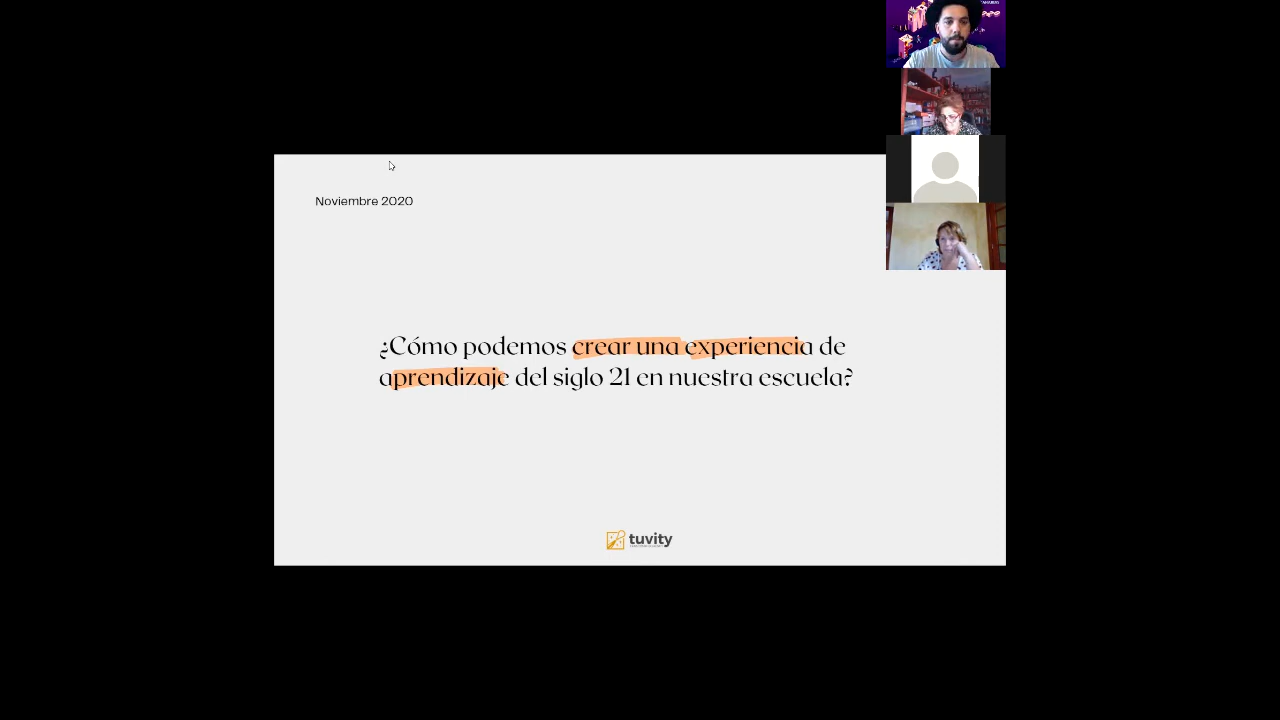 Noviembre 2020
¿Cómo podemos crear una experiencia de
aprendizaje del siglo 21 en nuestra escuela?
tuvity